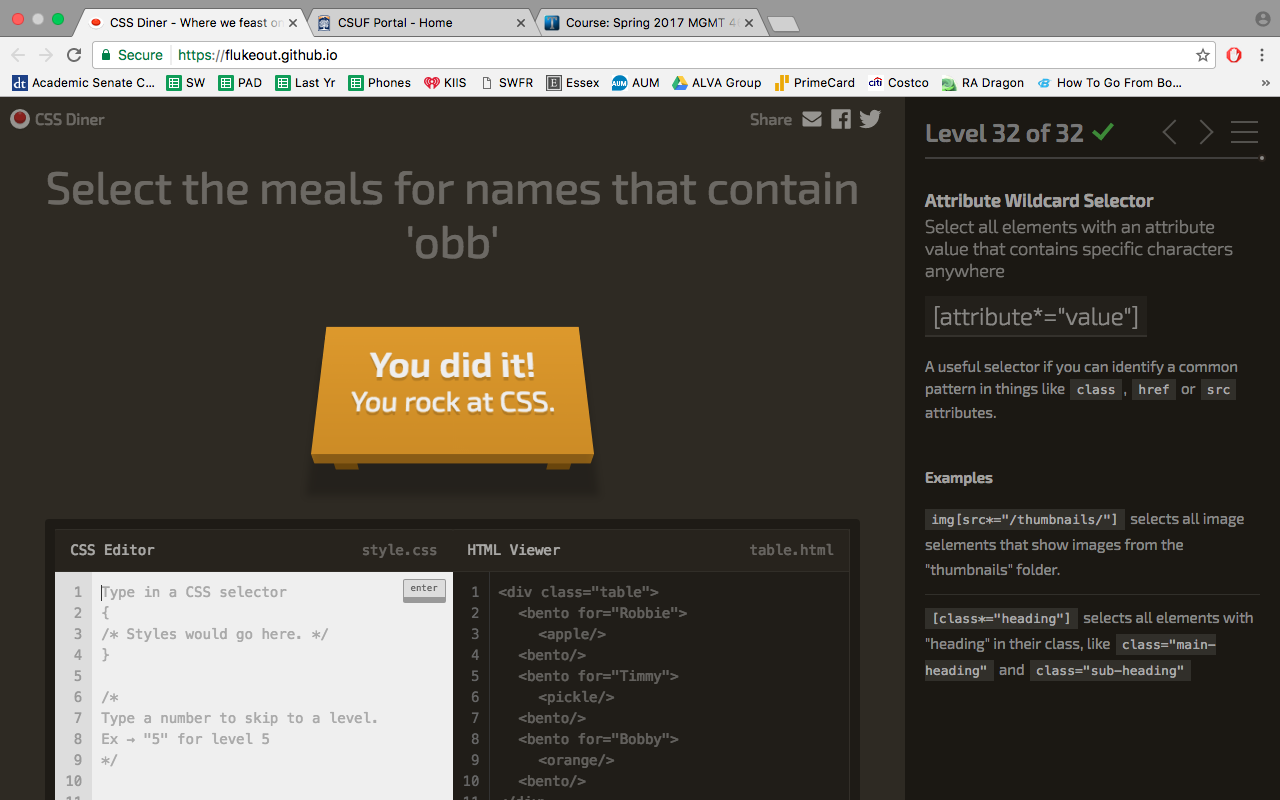 CSS Diner - Where we feast on
CSUF Portal - Home
Course: Spring 2017 MGMT 4
Secure https://flukeout.github.io
Academic Senate C... SW PAD Last Yr Phones KIIS SWFR Essex AUM ALVA Group PrimeCard Costco RA Dragon How To Go From Bo... »
CSS Diner
Share
Select the meals for names that contain
'obb'
You did it!
You rock at CSS.
CSS Editor style.css
enter
1 Type in a CSS selector
2 {
3 /* Styles would go here. */
4 }
5
6 /*
7 Type a number to skip to a level.
8 Ex → "5" for level 5
9 */
10
11
HTML Viewer table.html
1 <div class="table">
2 <bento for="Robbie">
3 <apple/>
4 <bento/>
5 <bento for="Timmy">
6 <pickle/>
7 <bento/>
8 <bento for="Bobby">
9 <orange/>
10 <bento/>
11 </div>
Level 32 of 32
Attribute Wildcard Selector
Select all elements with an attribute
value that contains specific characters
anywhere
[attribute*="value"]
A useful selector if you can identify a common
pattern in things like class, href or src
attributes.
Examples
img[src*="/thumbnails/"] selects all image
selements that show images from the
"thumbnails" folder.
[class*="heading"] selects all elements with
"heading" in their class, like class="main-
heading" and class="sub-heading"